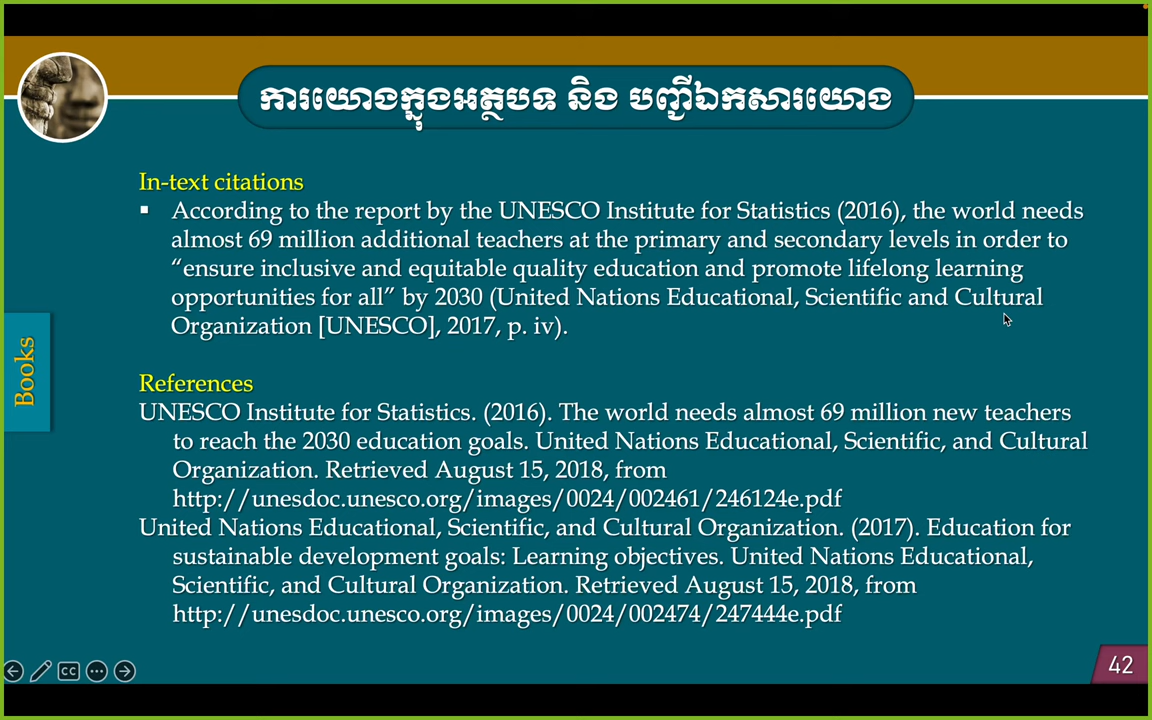 ការយោងក្នុងអត្ថបទ និង បញ្ជីឯកសារយោង
In-text citations
▪ According to the report by the UNESCO Institute for Statistics (2016), the world needs
almost 69 million additional teachers at the primary and secondary levels in order to
“ensure inclusive and equitable quality education and promote lifelong learning
opportunities for all” by 2030 (United Nations Educational, Scientific and Cultural
Organization [UNESCO], 2017, p. iv).
Books
References
UNESCO Institute for Statistics. (2016). The world needs almost 69 million new teachers
to reach the 2030 education goals. United Nations Educational, Scientific, and Cultural
Organization. Retrieved August 15, 2018, from
http://unesdoc.unesco.org/images/0024/002461/246124e.pdf
United Nations Educational, Scientific, and Cultural Organization. (2017). Education for
sustainable development goals: Learning objectives. United Nations Educational,
Scientific, and Cultural Organization. Retrieved August 15, 2018, from
http://unesdoc.unesco.org/images/0024/002474/247444e.pdf
CC
42